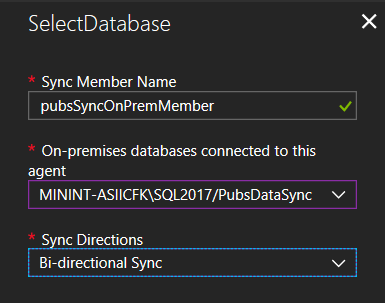 SelectDatabase
* Sync Member Name
pubsSyncOnPremMember
* On-premises databases connected to this
agent
MININT-ASIICFK\SQL2017/PubsDataSync
* Sync Directions
Bi-directional Sync